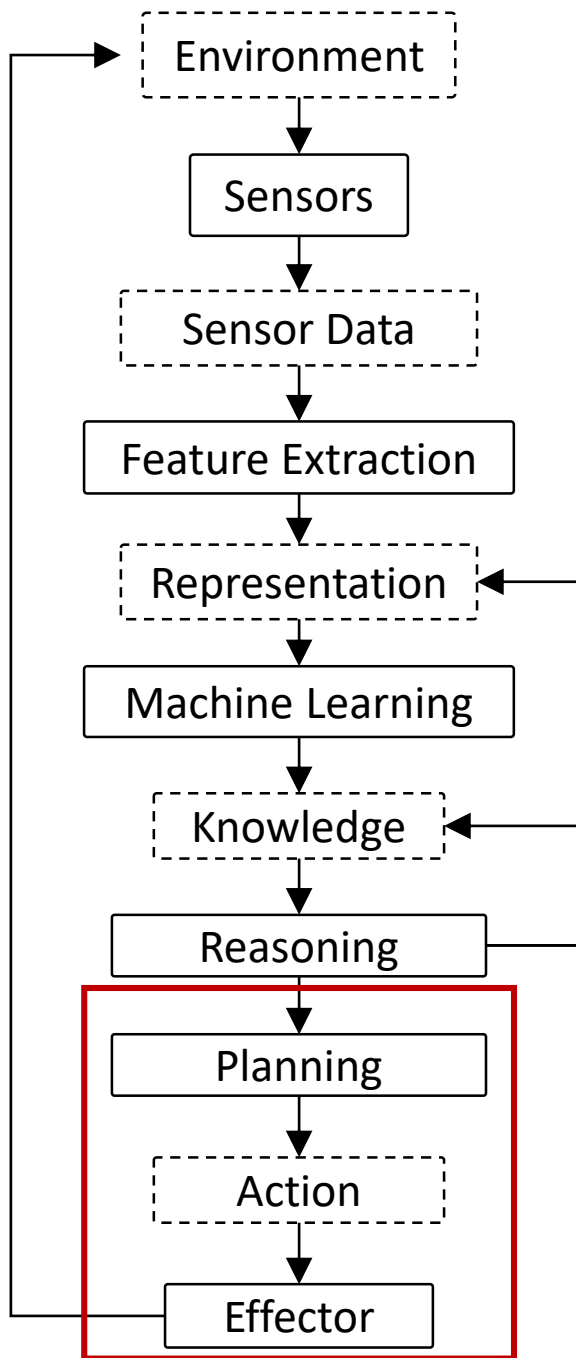 Environment
Sensors
Sensor Data
Feature Extraction
Representation
Machine Learning
Knowledge
Reasoning
Planning
Action
Effector